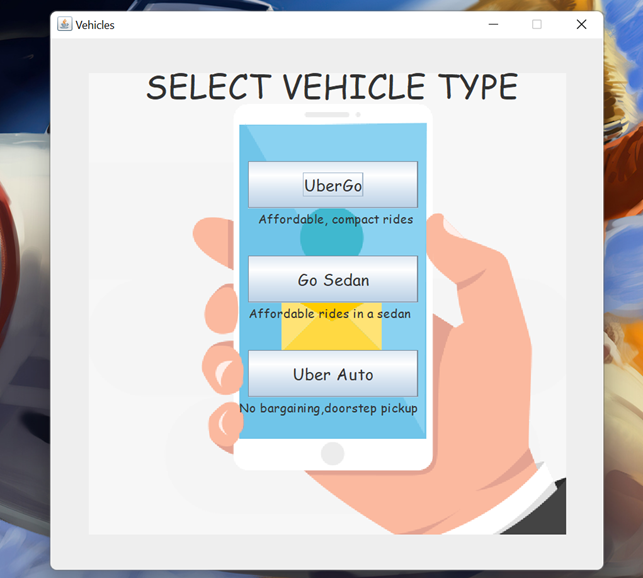 Vehicles
SELECT VEHICLE TYPE
UberGo
Affordable, compact rides
Go Sedan
Affordable rides in a sedan
Uber Auto
No bargaining,doorstep pickup